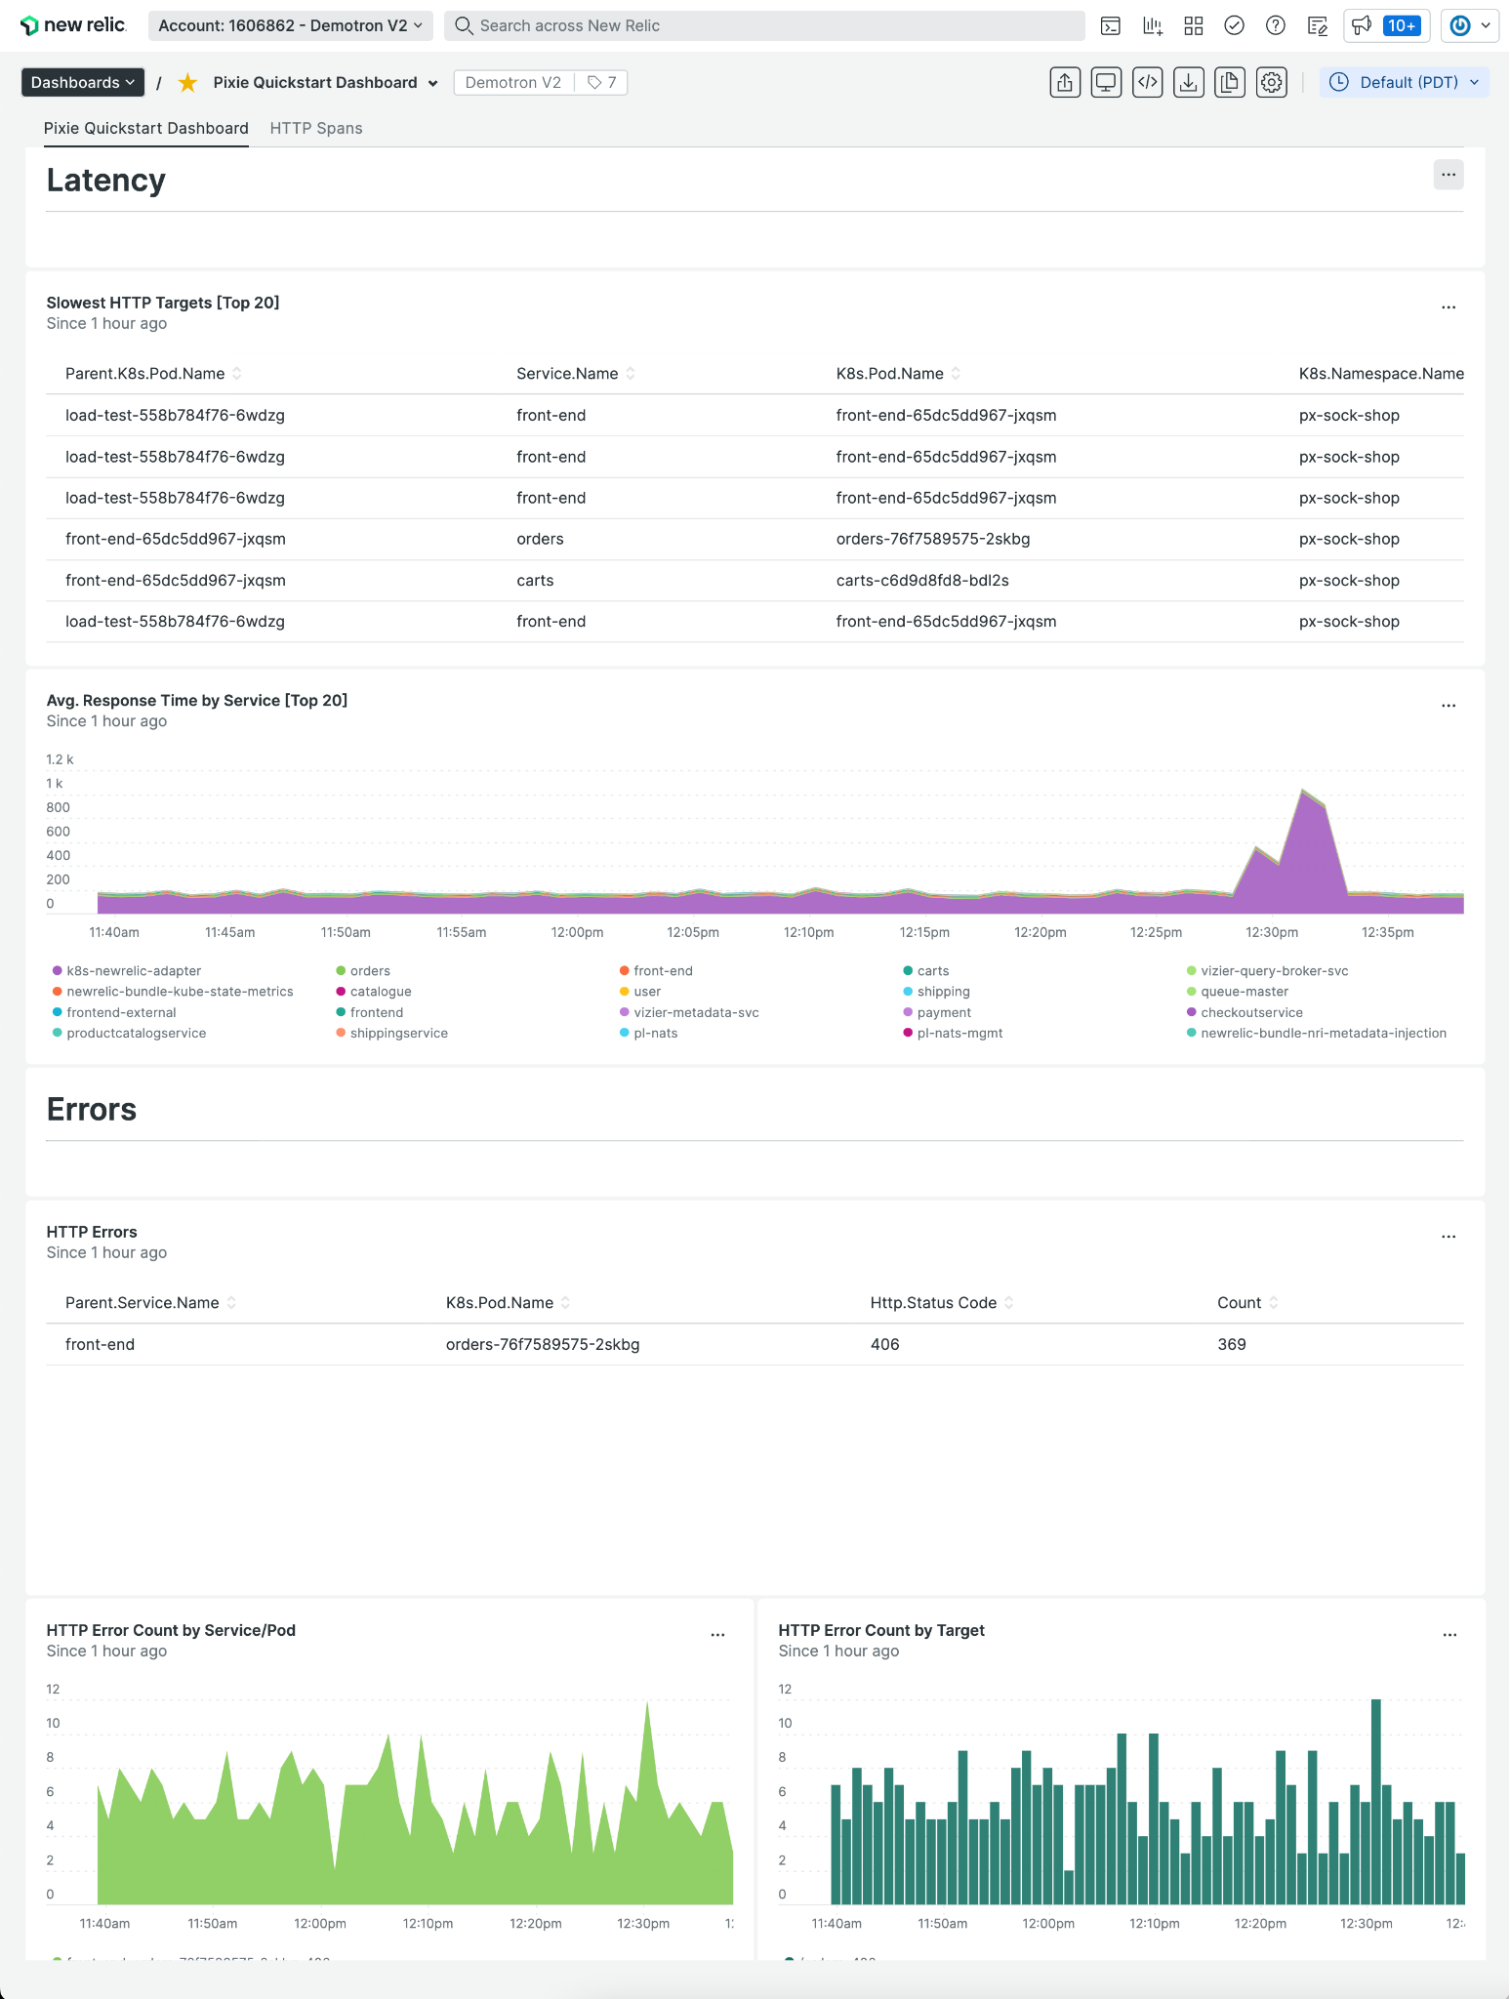 new relic. Account: 1606862 - Demotron V2 Search across New Relic 10+
Dashboards / Pixie Quickstart Dashboard Demotron V2 7 Default (PDT)
Pixie Quickstart Dashboard HTTP Spans
Latency
...
Slowest HTTP Targets [Top 20]
...
Since 1 hour ago
Parent.K8s.Pod.Name Service.Name K8s.Pod.Name K8s.Namespace.Name
load-test-558b784f76-6wdzg front-end front-end-65dc5dd967-jxqsm px-sock-shop
load-test-558b784f76-6wdzg front-end front-end-65dc5dd967-jxqsm px-sock-shop
load-test-558b784f76-6wdzg front-end front-end-65dc5dd967-jxqsm px-sock-shop
front-end-65dc5dd967-jxqsm orders orders-76f7589575-2skbg px-sock-shop
front-end-65dc5dd967-jxqsm carts carts-c6d9d8fd8-bdl2s px-sock-shop
load-test-558b784f76-6wdzg front-end front-end-65dc5dd967-jxqsm px-sock-shop
Avg. Response Time by Service [Top 20]
...
Since 1 hour ago
1.2 k
1 k
800
600
400
200
0
11:40am 11:45am 11:50am 11:55am 12:00pm 12:05pm 12:10pm 12:15pm 12:20pm 12:25pm 12:30pm 12:35pm
k8s-newrelic-adapter orders front-end carts vizier-query-broker-svc
newrelic-bundle-kube-state-metrics catalogue user shipping queue-master
frontend-external frontend vizier-metadata-svc payment checkoutservice
productcatalogservice shippingservice pl-nats pl-nats-mgmt newrelic-bundle-nri-metadata-injection
Errors
HTTP Errors
...
Since 1 hour ago
Parent.Service.Name K8s.Pod.Name Http.Status Code Count
front-end orders-76f7589575-2skbg 406 369
HTTP Error Count by Service/Pod
...
Since 1 hour ago
12
10
8
6
4
2
0
11:40am 11:50am 12:00pm 12:10pm 12:20pm 12:30pm
HTTP Error Count by Target
...
Since 1 hour ago
12
10
8
6
4
2
0
11:40am 11:50am 12:00pm 12:10pm 12:20pm 12:30pm